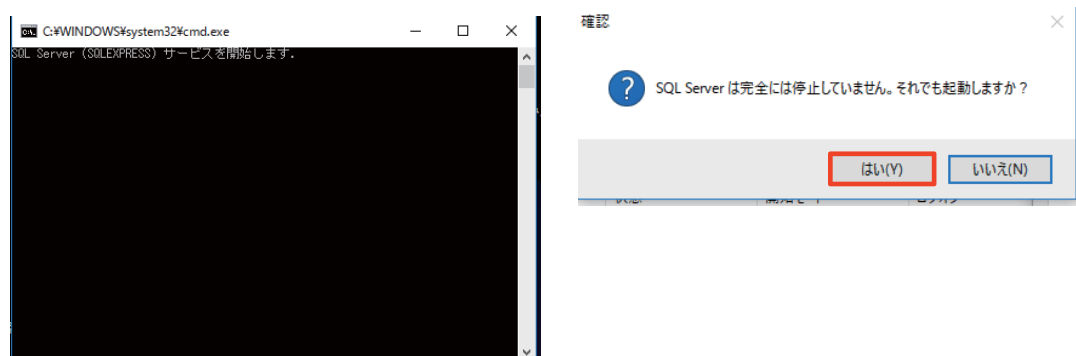 C:¥WINDOWS¥system32¥cmd.exe
SQL Server (SQLEXPRESS) サービスを開始します.
確認
SQL Server は完全には停止していません。それでも起動しますか？
はい(Y)
いいえ(N)